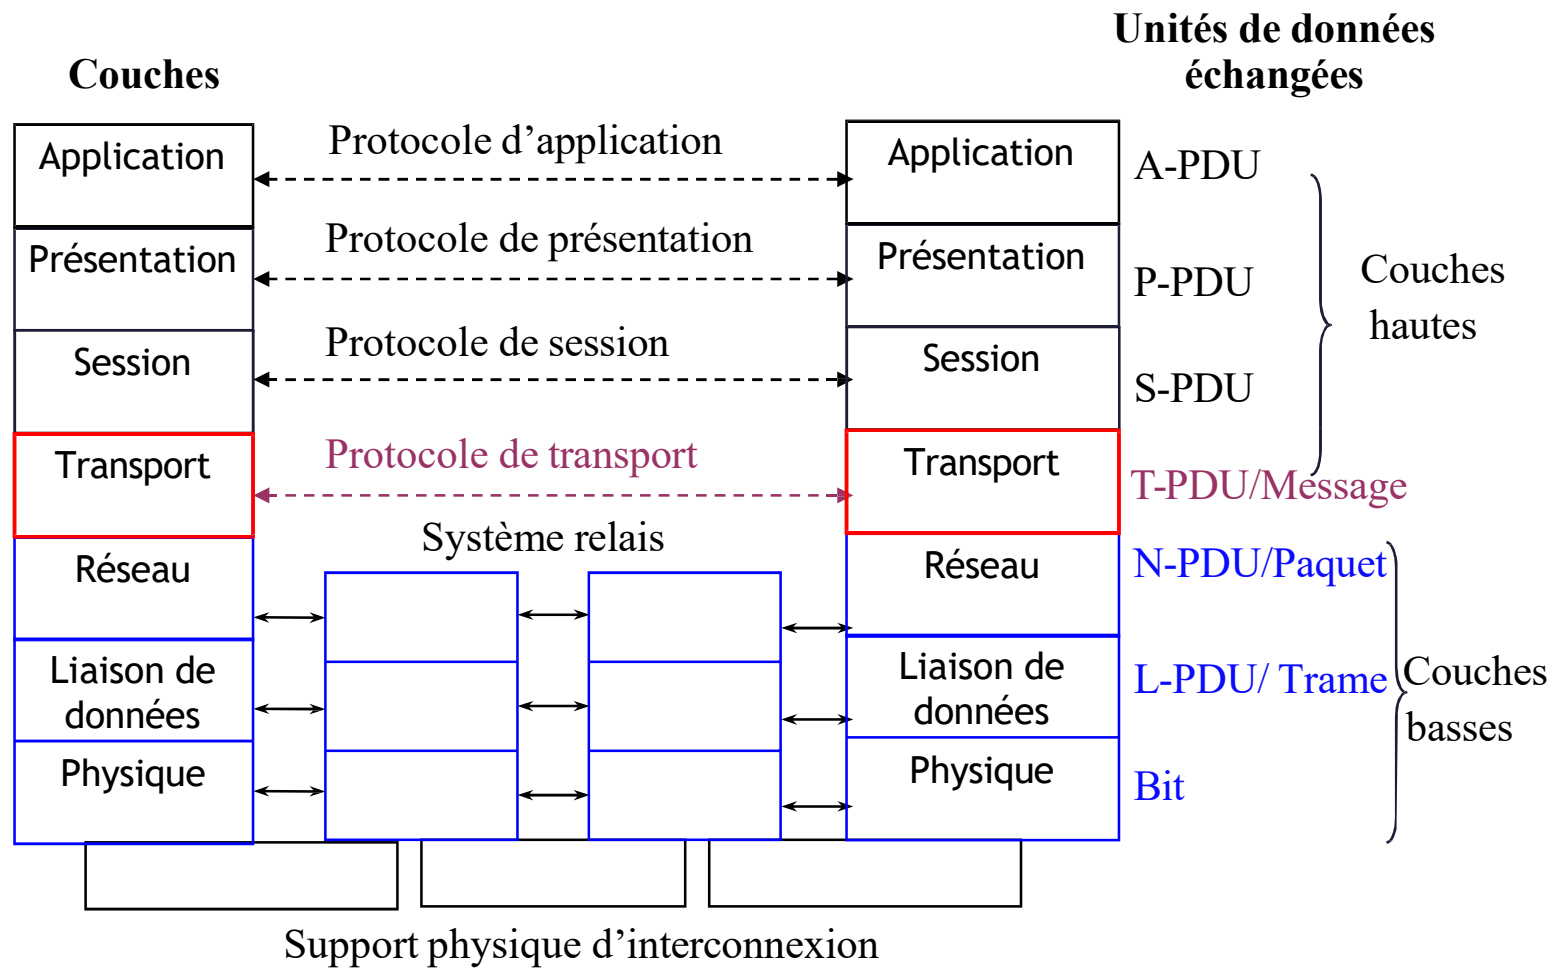 Couches
Unités de données
échangées
Application
Protocole d’application
Application
A-PDU
Présentation
Protocole de présentation
Présentation
P-PDU
Couches
hautes
Session
Protocole de session
Session
S-PDU
Transport
Protocole de transport
Transport
T-PDU/Message
Système relais
Réseau
Réseau
N-PDU/Paquet
Liaison de
données
Liaison de
données
L-PDU/ Trame
Couches
basses
Physique
Physique
Bit
Support physique d’interconnexion